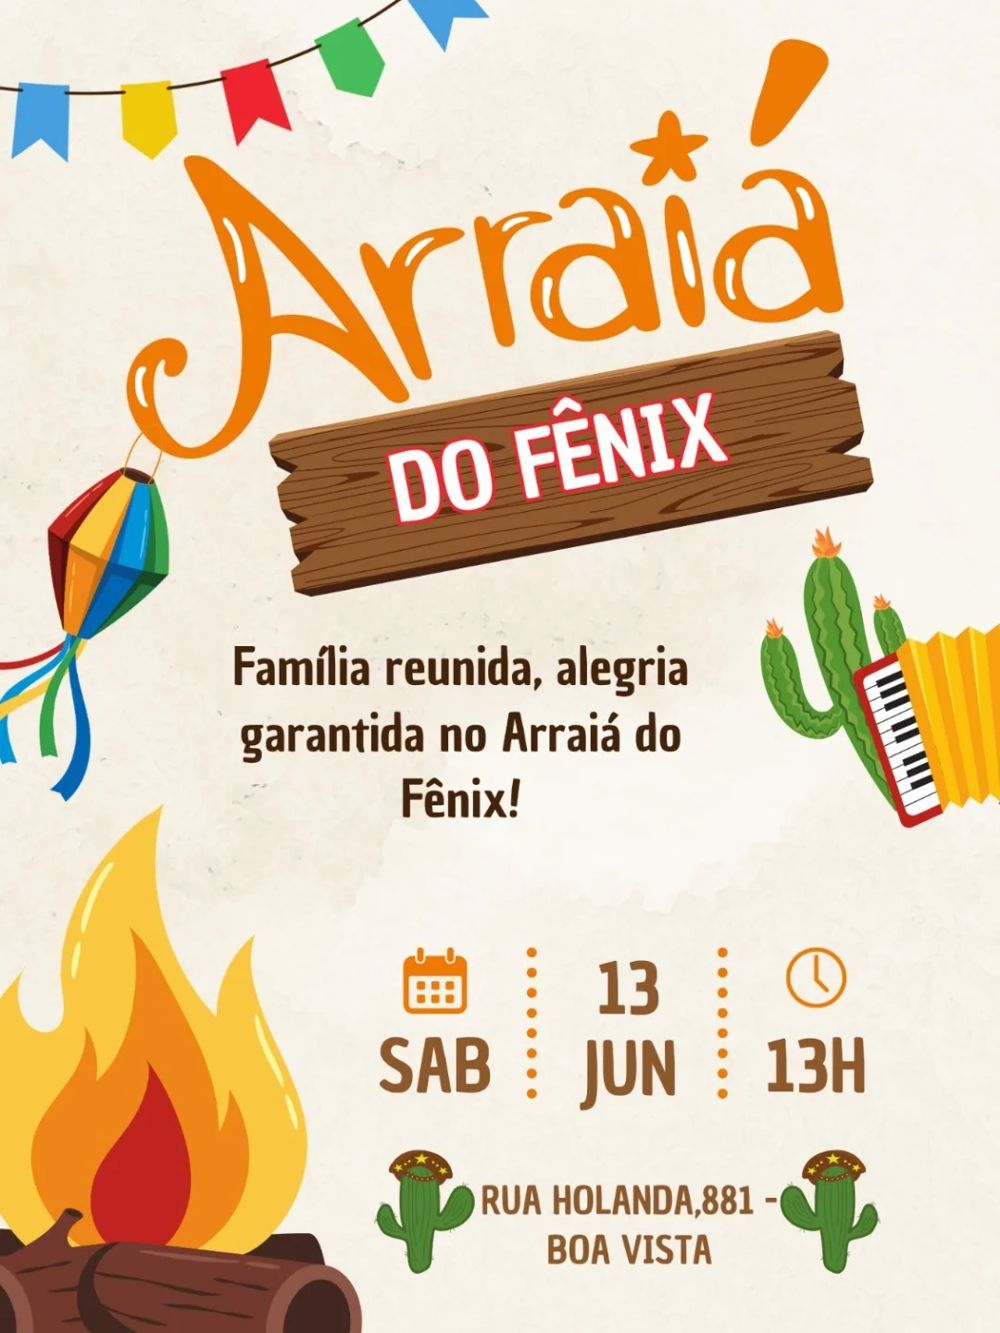 Arraiá
DO FÊNIX
Família reunida, alegria
garantida no Arraiá do
Fênix!
SAB
13
JUN
13H
RUA HOLANDA,881 -
BOA VISTA